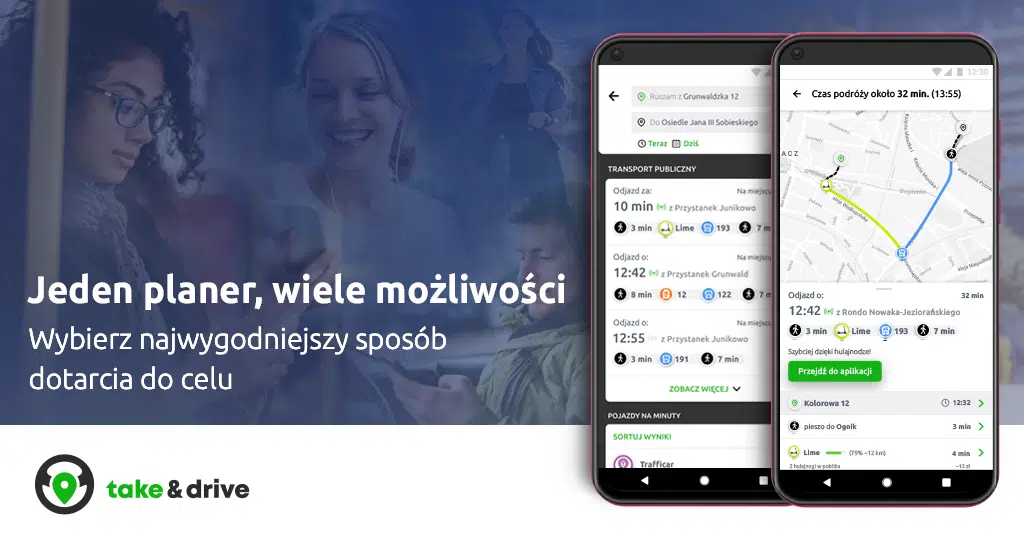 Jeden planer, wiele możliwości
Wybierz najwygodniejszy sposób
dotarcia do celu
take & drive
Ruszam z Grunwaldzka 12
Do Osiedle Jana III Sobieskiego
Teraz Dziś
TRANSPORT PUBLICZNY
Odjazd za: Na miejscu
10 min z Przystanek Junikowo
3 min Lime 193 7 m
12:42 z Przystanek Grunwald
8 min 12 122 7 m
Odjazd o: Na miejscu
12:55 z Przystanek Junikowo
3 min 191 7 min
ZOBACZ WIĘCEJ
POJAZDY NA MINUTY
SORTUJ WYNIKI
Trafficar
12:30
Czas podróży około 32 min. (13:55)
ACZ
Bogdanka
Przepadek
Odjazd o: 32 min
12:42 z Rondo Nowaka-Jeziorańskiego
3 min Lime 193 7 min
Szybciej dzięki hulajnodze!
Przejdź do aplikacji
Kolorowa 12 12:32
pieszo do Ognik 3 min
Lime (79% ~12 km) 4 min
2 hulajnogi w pobliżu ~13 zł